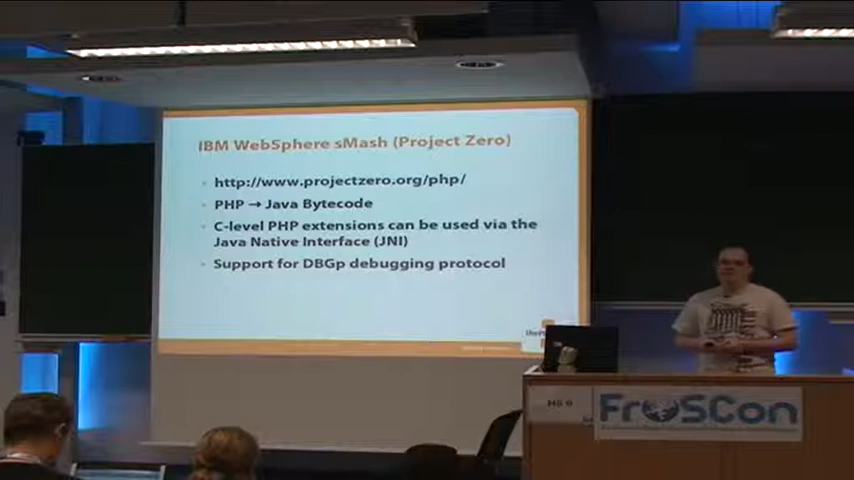 IBM WebSphere sMash (Project Zero)
http://www.projectzero.org/php/
PHP → Java Bytecode
C-level PHP extensions can be used via the
Java Native Interface (JNI)
Support for DBGp debugging protocol
FrOSCon